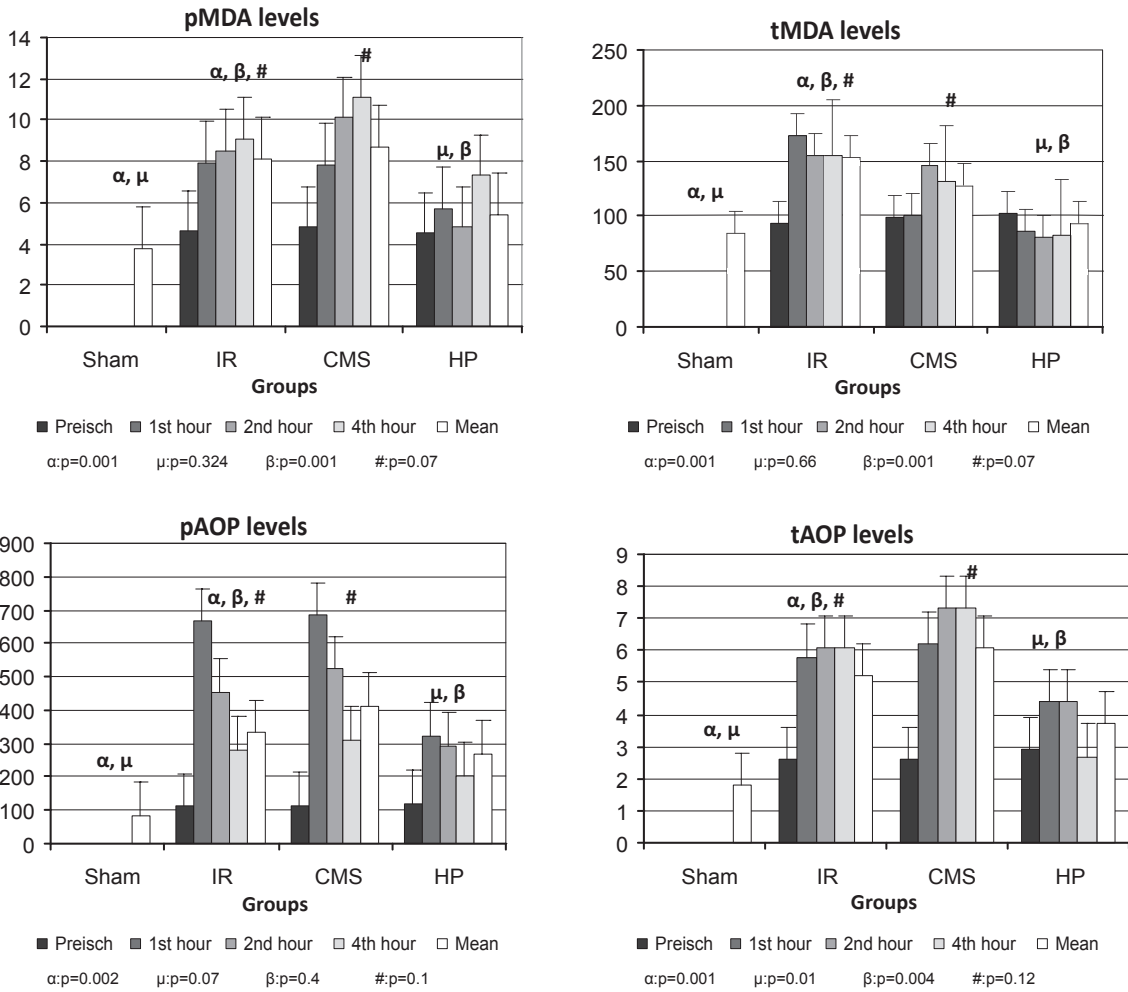 pMDA levels
14
12
10
8
6
4
2
0
α, μ
α, β, #
#
μ, β
Sham IR CMS HP
Groups
Preisch 1st hour 2nd hour 4th hour Mean
α:p=0.001 μ:p=0.324 β:p=0.001 #:p=0.07
tMDA levels
250
200
150
100
50
0
α, μ
α, β, #
#
μ, β
Sham IR CMS HP
Groups
Preisch 1st hour 2nd hour 4th hour Mean
α:p=0.001 μ:p=0.66 β:p=0.001 #:p=0.07
pAOP levels
900
800
700
600
500
400
300
200
100
0
α, μ
α, β, #
#
μ, β
Sham IR CMS HP
Groups
Preisch 1st hour 2nd hour 4th hour Mean
α:p=0.002 μ:p=0.07 β:p=0.4 #:p=0.1
tAOP levels
9
8
7
6
5
4
3
2
1
0
α, μ
α, β, #
#
μ, β
Sham IR CMS HP
Groups
Preisch 1st hour 2nd hour 4th hour Mean
α:p=0.001 μ:p=0.01 β:p=0.004 #:p=0.12